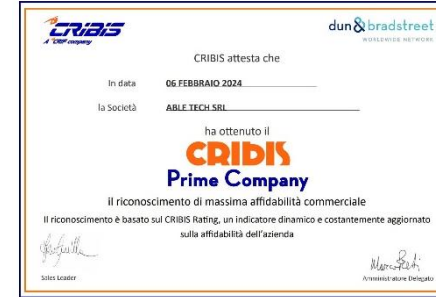 CRIBIS
A CRIF company
dun & bradstreet
WORLDWIDE NETWORK
CRIBIS attesta che
In data 06 FEBBRAIO 2024
la Società ABLE TECH SRL
ha ottenuto il
CRIBIS
Prime Company
il riconoscimento di massima affidabilità commerciale
Il riconoscimento è basato sul CRIBIS Rating, un indicatore dinamico e costantemente aggiornato
sulla affidabilità dell'azienda
Sales Leader
Amministratore Delegato